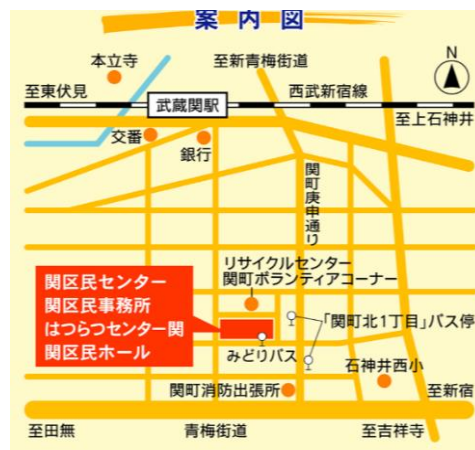 案内図
本立寺
至新青梅街道
N
至東伏見
西武新宿線
武蔵関駅
至上石神井
交番
銀行
関町庚申通り
リサイクルセンター
関町ボランティアコーナー
関区民センター
関区民事務所
はつらつセンター関
関区民ホール
「関町北1丁目」バス停
みどりバス
石神井西小
関町消防出張所
至新宿
至田無
青梅街道
至吉祥寺